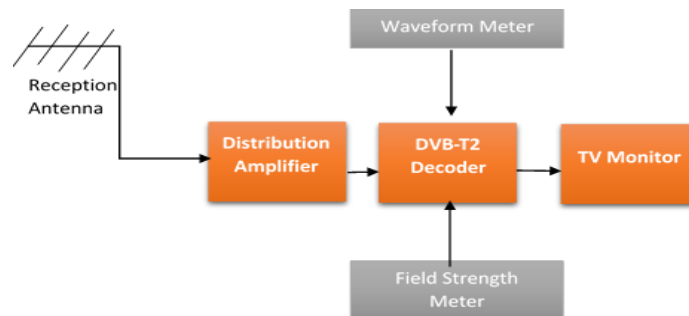 Waveform Meter
Reception
Antenna
Distribution
Amplifier
DVB-T2
Decoder
TV Monitor
Field Strength
Meter